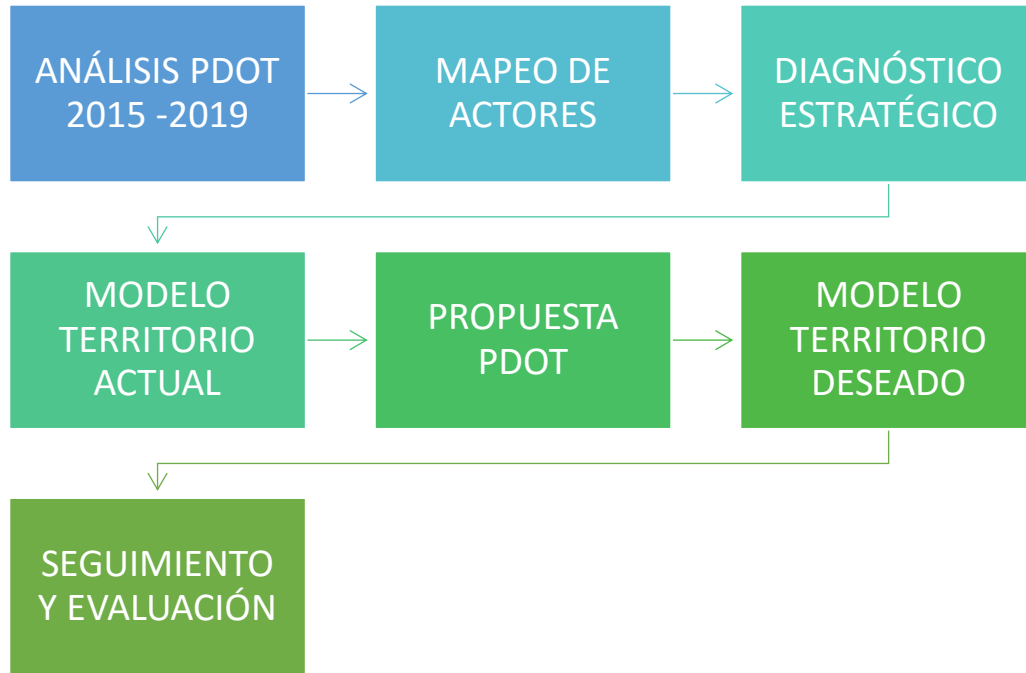 ANÁLISIS PDOT
2015 -2019
MAPEO DE
ACTORES
DIAGNÓSTICO
ESTRATÉGICO
MODELO
TERRITORIO
ACTUAL
PROPUESTA
PDOT
MODELO
TERRITORIO
DESEADO
SEGUIMIENTO
Y EVALUACIÓN